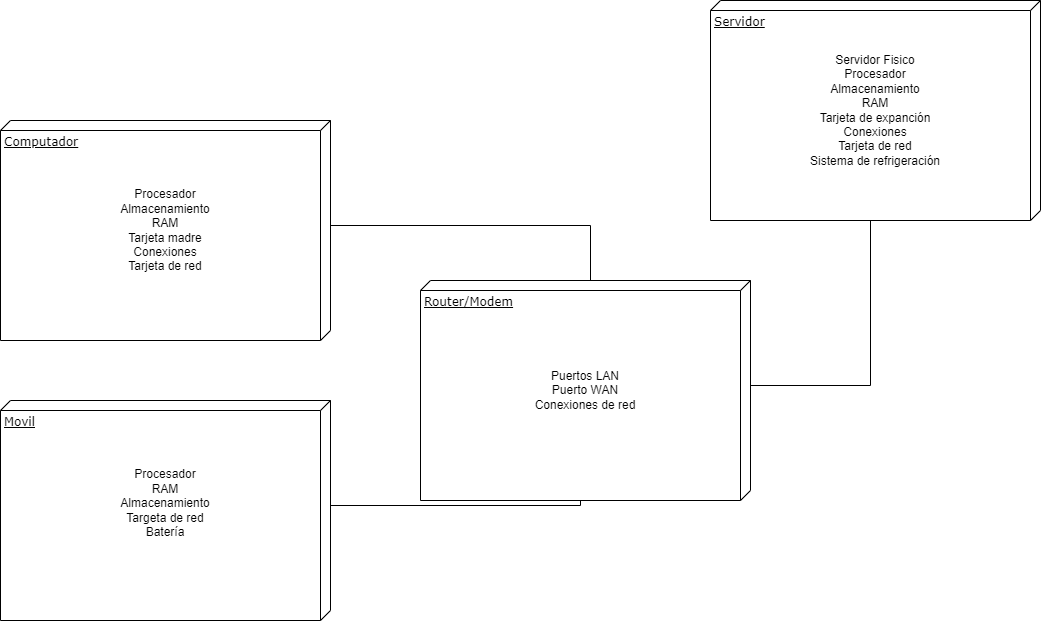 Servidor
Servidor Fisico
Procesador
Almacenamiento
RAM
Tarjeta de expanción
Conexiones
Tarjeta de red
Sistema de refrigeración
Computador
Procesador
Almacenamiento
RAM
Tarjeta madre
Conexiones
Tarjeta de red
Router/Modem
Puertos LAN
Puerto WAN
Conexiones de red
Movil
Procesador
RAM
Almacenamiento
Targeta de red
Batería